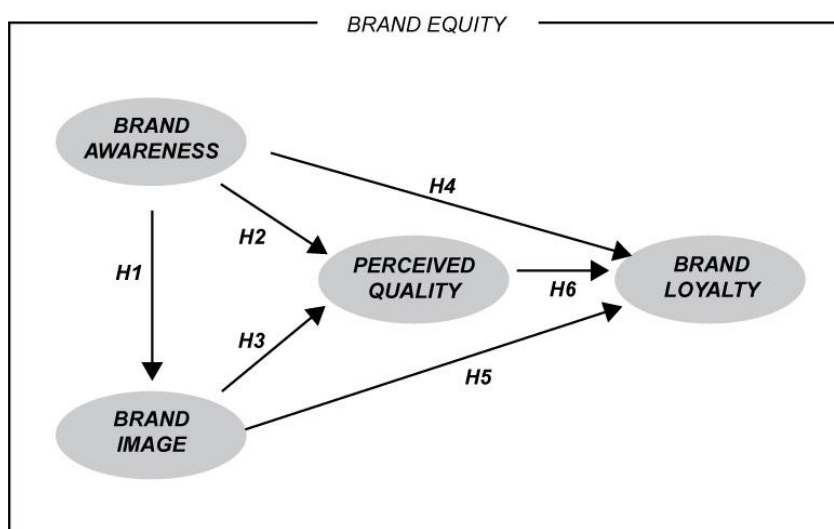 BRAND EQUITY
BRAND
AWARENESS
H4
H2
H1
PERCEIVED
QUALITY
H6
BRAND
LOYALTY
H3
H5
BRAND
IMAGE